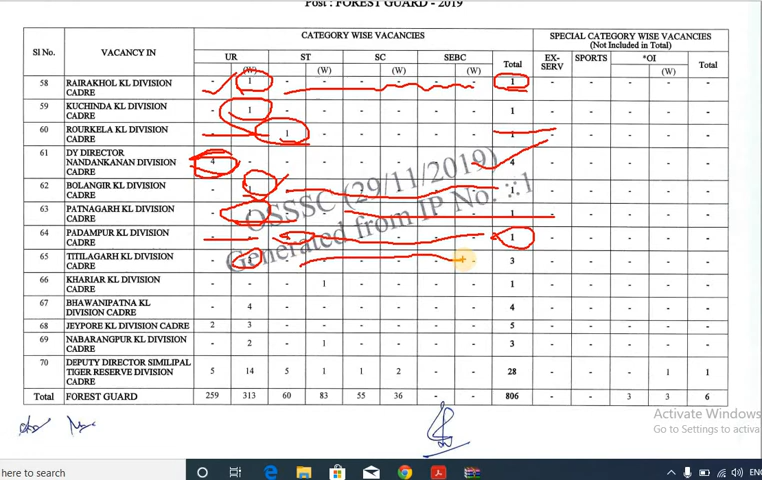 Post : FOREST GUARD - 2019
Sl No. VACANCY IN CATEGORY WISE VACANCIES SPECIAL CATEGORY WISE VACANCIES
(Not Included in Total)
UR ST SC SEBC Total EX-SERV SPORTS *OI Total
(W) (W) (W) (W) (W)
58 RAIRAKHOL KL DIVISION CADRE - 1 - - - - - - 1 - - - - -
59 KUCHINDA KL DIVISION CADRE - 1 - - - - - - 1 - - - - -
60 ROURKELA KL DIVISION CADRE - - 1 - - - - - 1 - - - - -
61 DY DIRECTOR NANDANKANAN DIVISION CADRE 4 - - - - - - - 4 - - - - -
62 BOLANGIR KL DIVISION CADRE - 1 - - - - - - 1 - - - - -
63 PATNAGARH KL DIVISION CADRE - 1 - - - - - - 1 - - - - -
64 PADAMPUR KL DIVISION CADRE - - - - - - - 1 - - - - -
65 TITILAGARH KL DIVISION CADRE - - - - - - - 3 - - - - -
66 KHARIAR KL DIVISION CADRE - - - 1 - - - - 1 - - - - -
67 BHAWANIPATNA KL DIVISION CADRE - 4 - - - - - - 4 - - - - -
68 JEYPORE KL DIVISION CADRE 2 3 - - - - - - 5 - - - - -
69 NABARANGPUR KL DIVISION CADRE - 2 - 1 - - - - 3 - - - - -
70 DEPUTY DIRECTOR SIMILIPAL TIGER RESERVE DIVISION CADRE 5 14 5 1 1 2 - - 28 - - - 1 1
Total FOREST GUARD 259 313 60 83 55 36 - - 806 - - 3 3 6
OSSSC (29/11/2019)
Generated from IP No. ::1
Activate Windows
Go to Settings to activa
here to search
ENG